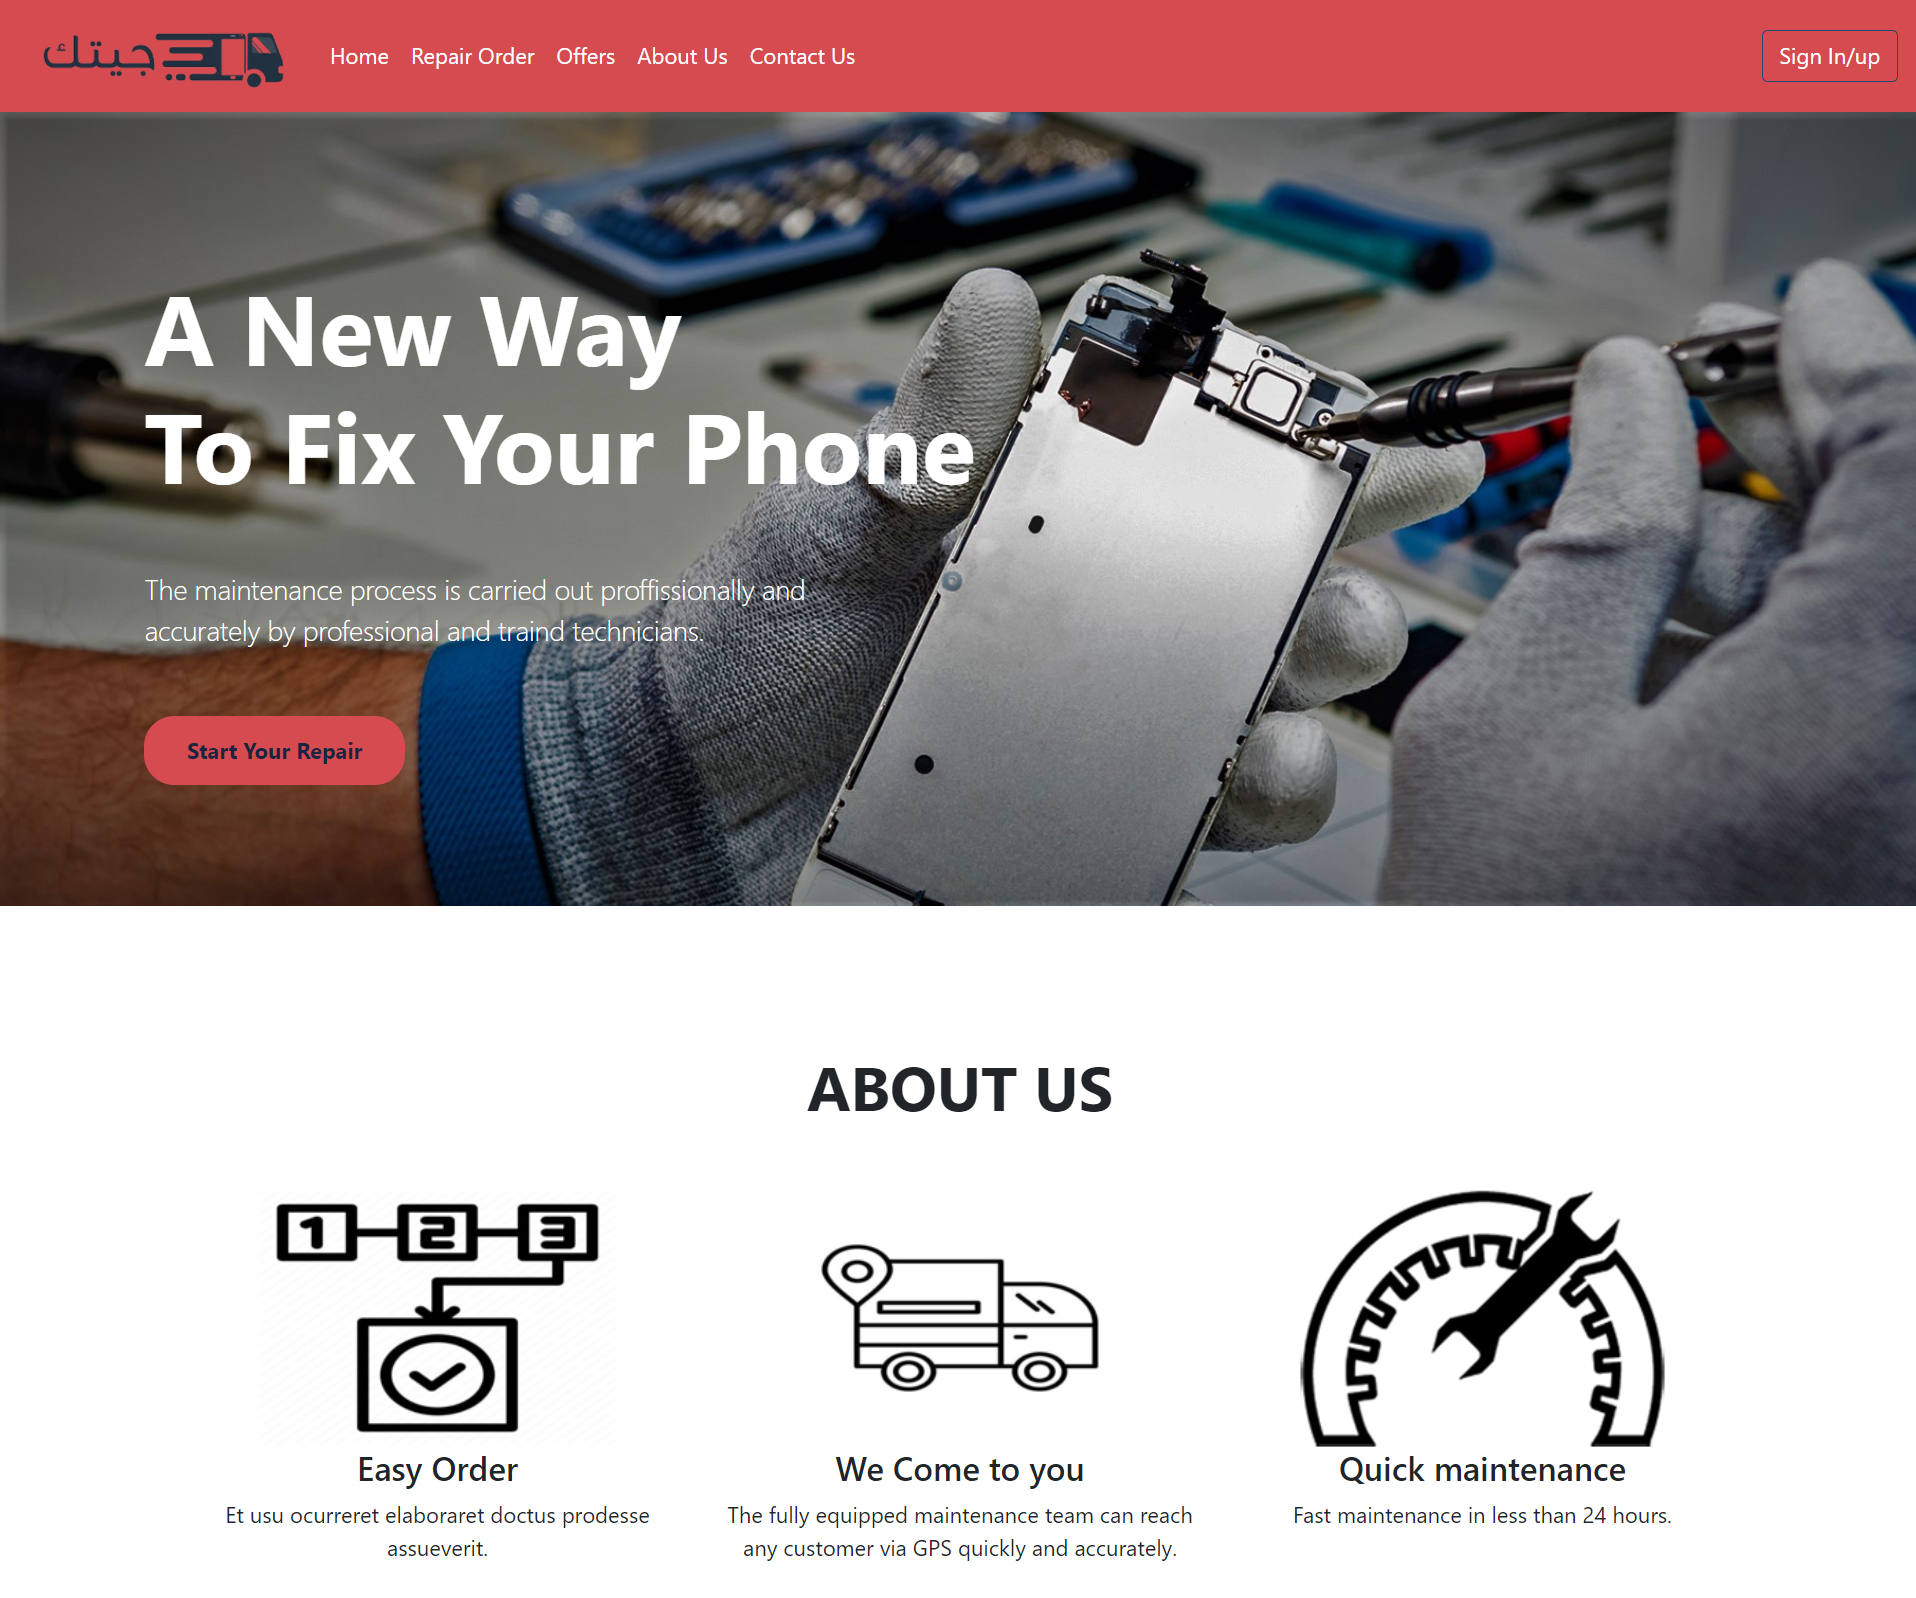 جيتك
Home
Repair Order
Offers
About Us
Contact Us
Sign In/up
A New Way
To Fix Your Phone
The maintenance process is carried out proffissionally and
accurately by professional and traind technicians.
Start Your Repair
ABOUT US
1 2 3
Easy Order
Et usu ocurreret elaboraret doctus prodesse
assueverit.
We Come to you
The fully equipped maintenance team can reach
any customer via GPS quickly and accurately.
Quick maintenance
Fast maintenance in less than 24 hours.